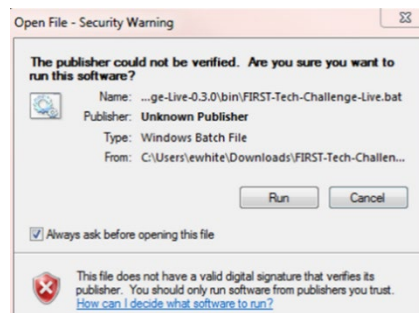 Open File - Security Warning
The publisher could not be verified. Are you sure you want to
run this software?
Name: ...ge-Live-0.3.0\bin\FIRST-Tech-Challenge-Live.bat
Publisher: Unknown Publisher
Type: Windows Batch File
From: C:\Users\ewhite\Downloads\FIRST-Tech-Challen...
Run Cancel
Always ask before opening this file
This file does not have a valid digital signature that verifies its
publisher. You should only run software from publishers you trust.
How can I decide what software to run?